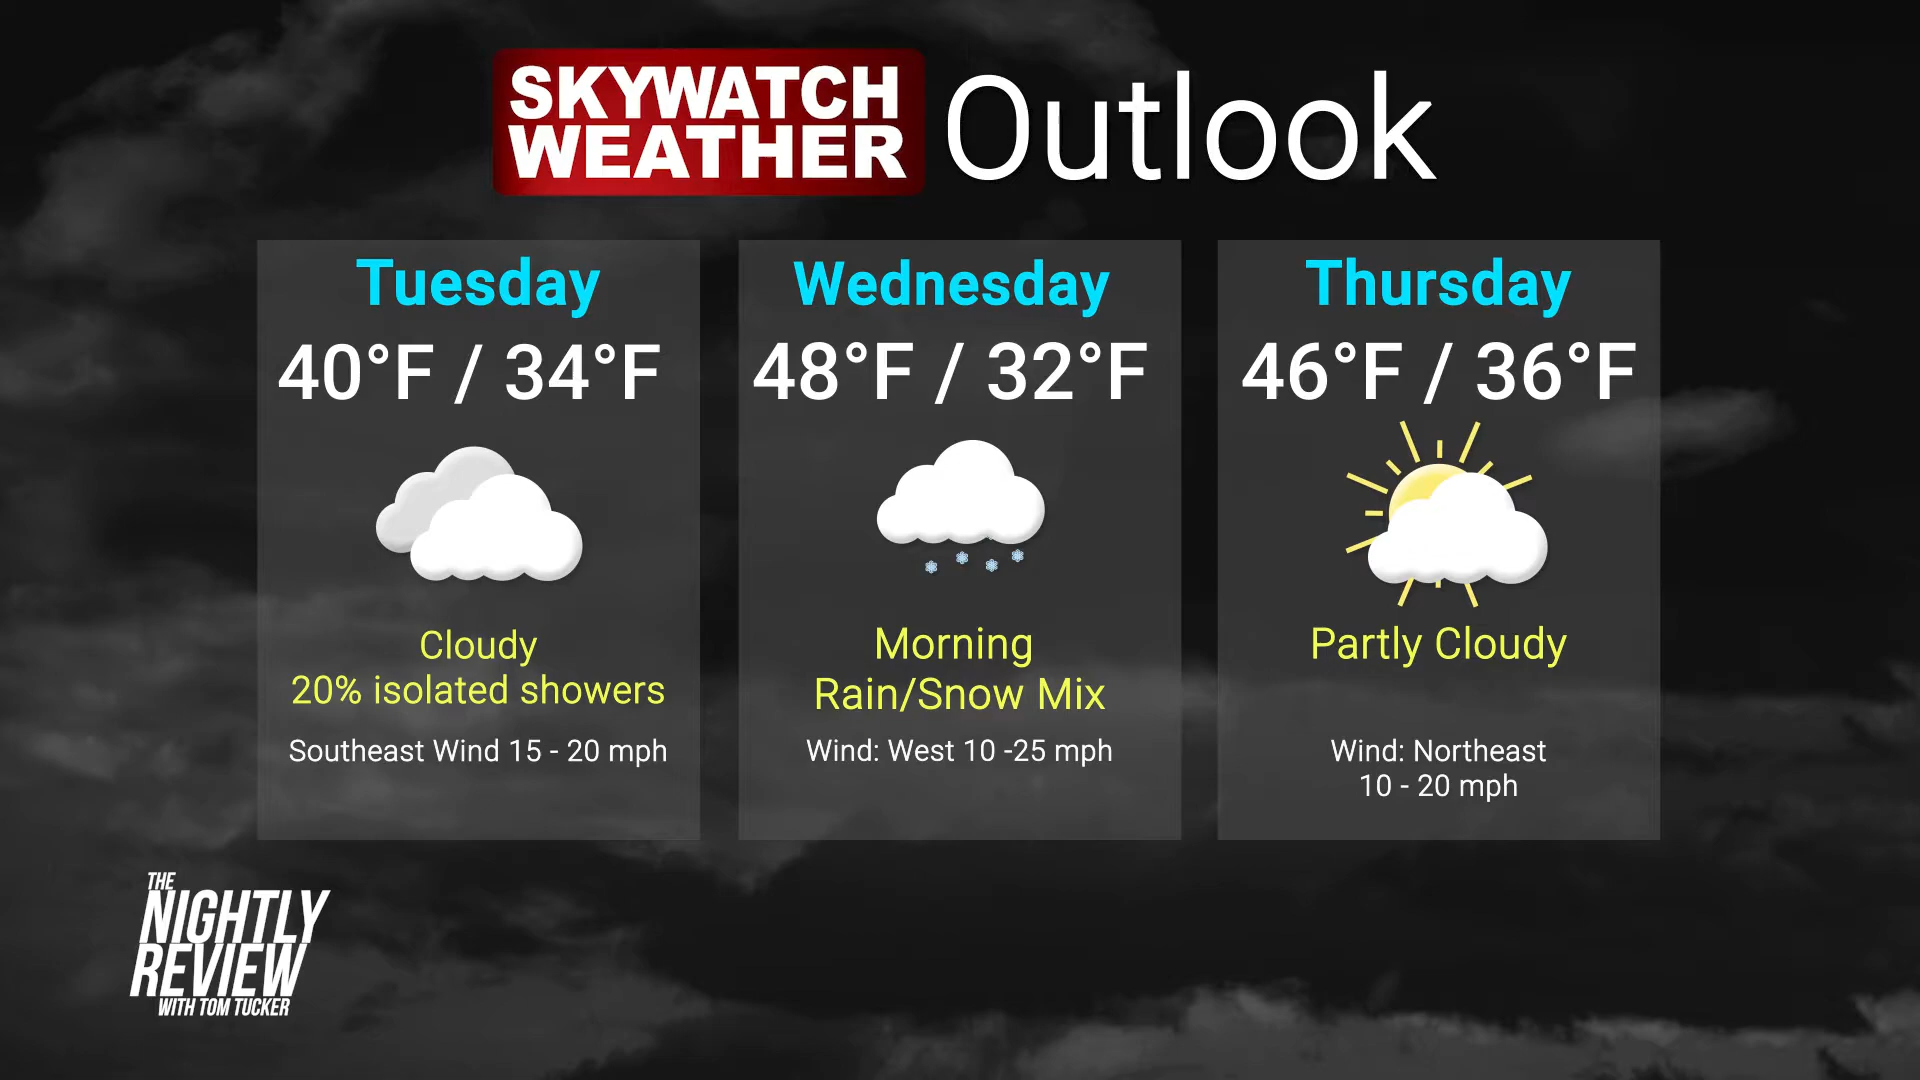 SKYWATCH
WEATHER
Outlook
Tuesday
40°F / 34°F
Cloudy
20% isolated showers
Southeast Wind 15 - 20 mph
Wednesday
48°F / 32°F
Morning
Rain/Snow Mix
Wind: West 10 -25 mph
Thursday
46°F / 36°F
Partly Cloudy
Wind: Northeast
10 - 20 mph
THE
NIGHTLY
REVIEW
WITH TOM TUCKER